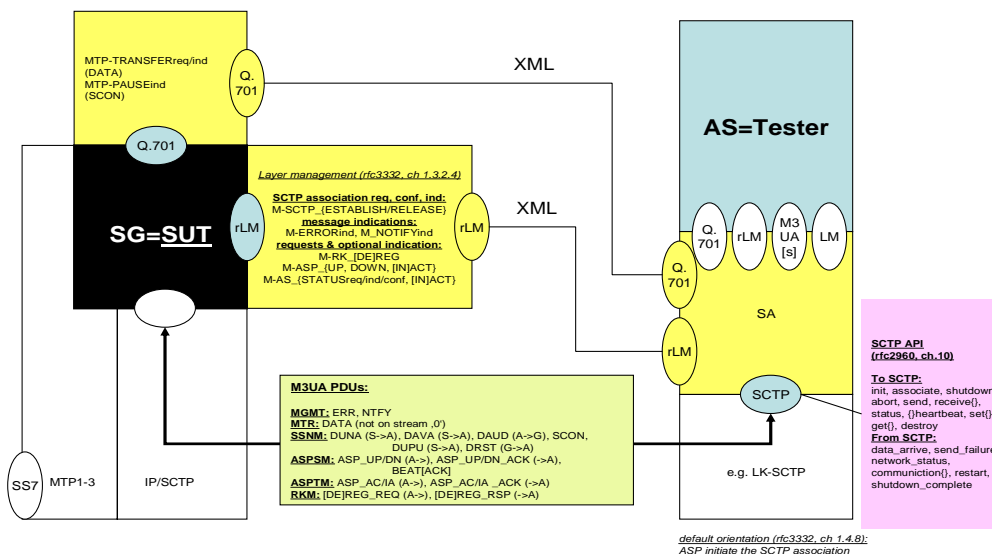 MTP-TRANSFERreq/ind
(DATA)
MTP-PAUSEind
(SCON)
Q.
701
XML
Q.701
SG=SUT
rLM
Layer management (rfc3332, ch 1.3.2,4)
SCTP association req, conf, ind:
M-SCTP_{ESTABLISH/RELEASE}
message indications:
M-ERRORind, M_NOTIFYind
requests & optional indication:
M-RK_[DE]REG
M-ASP_{UP, DOWN, [IN]ACT}
M-AS_{STATUSreq/ind/conf, [IN]ACT}
rLM
XML
AS=Tester
Q.
701
rLM
M3
UA
[s]
LM
Q.
701
SA
rLM
SCTP
SCTP API
(rfc2960, ch.10)
To SCTP:
init, associate, shutdown
abort, send, receive{},
status, {}heartbeat, set{}
get{}, destroy
From SCTP:
data_arrive, send_failure
network_status,
communction{}, restart,
shutdown_complete
M3UA PDUs:
MGMT: ERR, NTFY
MTR: DATA (not on stream ,0')
SSNM: DUNA (S->A), DAVA (S->A), DAUD (A->G), SCON,
DUPU (S->A), DRST (G->A)
ASPSM: ASP_UP/DN (A->), ASP_UP/DN_ACK (->A),
BEAT[ACK]
ASPTM: ASP_AC/IA (A->), ASP_AC/IA _ACK (->A)
RKM: [DE]REG_REQ (A->), [DE]REG_RSP (->A)
SS7
MTP1-3
IP/SCTP
e.g. LK-SCTP
default orientation (rfc3332, ch 1.4.8):
ASP initiate the SCTP association